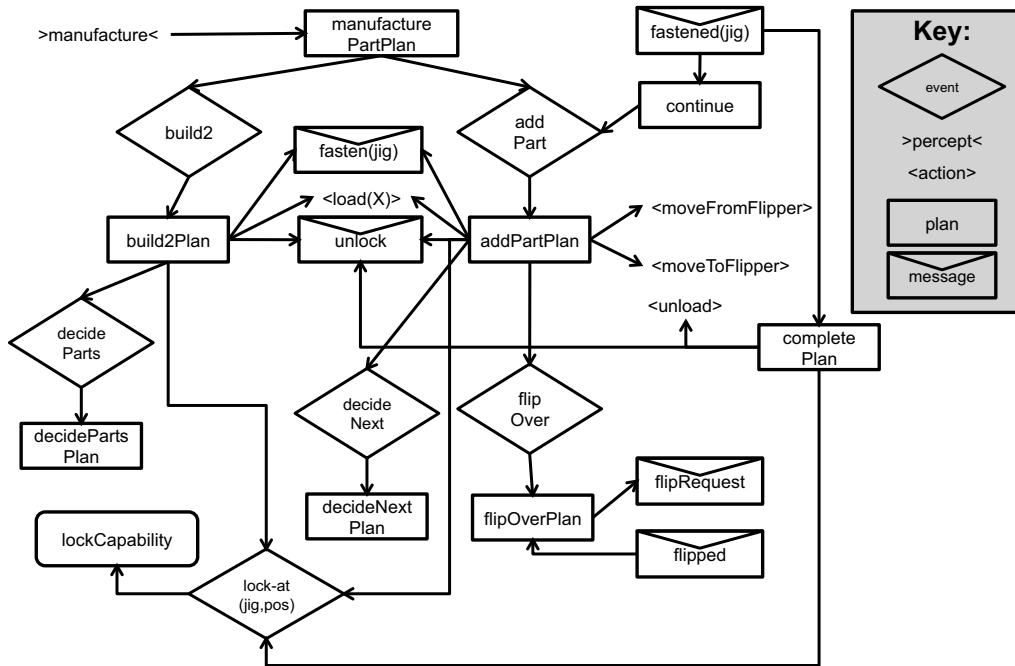 >manufacture<
manufacture
PartPlan
fastened(jig)
Key:
event
>percept<
<action>
plan
message
continue
build2
add
Part
fasten(jig)
<load(X)>
unlock
build2Plan
addPartPlan
<moveFromFlipper>
<moveToFlipper>
<unload>
complete
Plan
decide
Parts
decide
Next
flip
Over
decideParts
Plan
decideNext
Plan
flipOverPlan
flipRequest
flipped
lockCapability
lock-at
(jig,pos)